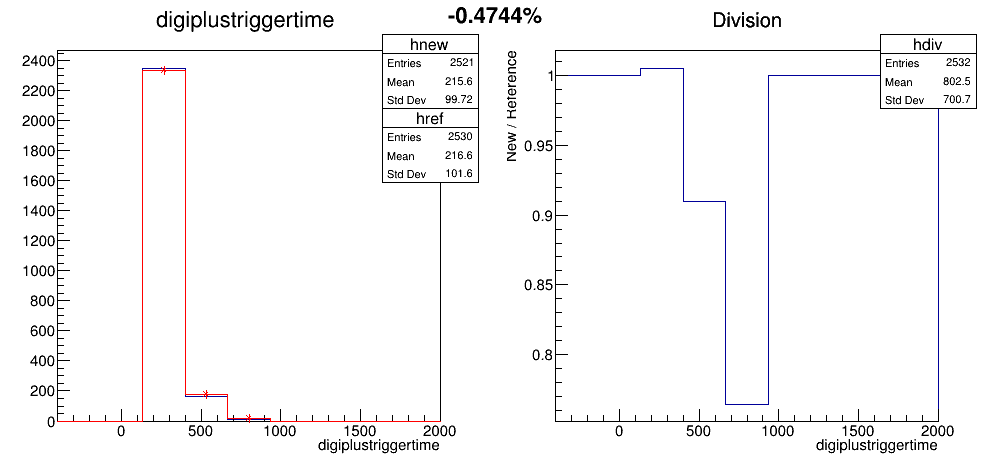 digiplustriggertime
-0.4744%
Division
hnew
Entries 2521
Mean 215.6
Std Dev 99.72
href
Entries 2530
Mean 216.6
Std Dev 101.6
2400
2200
2000
1800
1600
1400
1200
1000
800
600
400
200
0
0 500 1000 1500 2000
digiplustriggertime
hdiv
Entries 2532
Mean 802.5
Std Dev 700.7
New / Reference
1
0.95
0.9
0.85
0.8
0 500 1000 1500 2000
digiplustriggertime